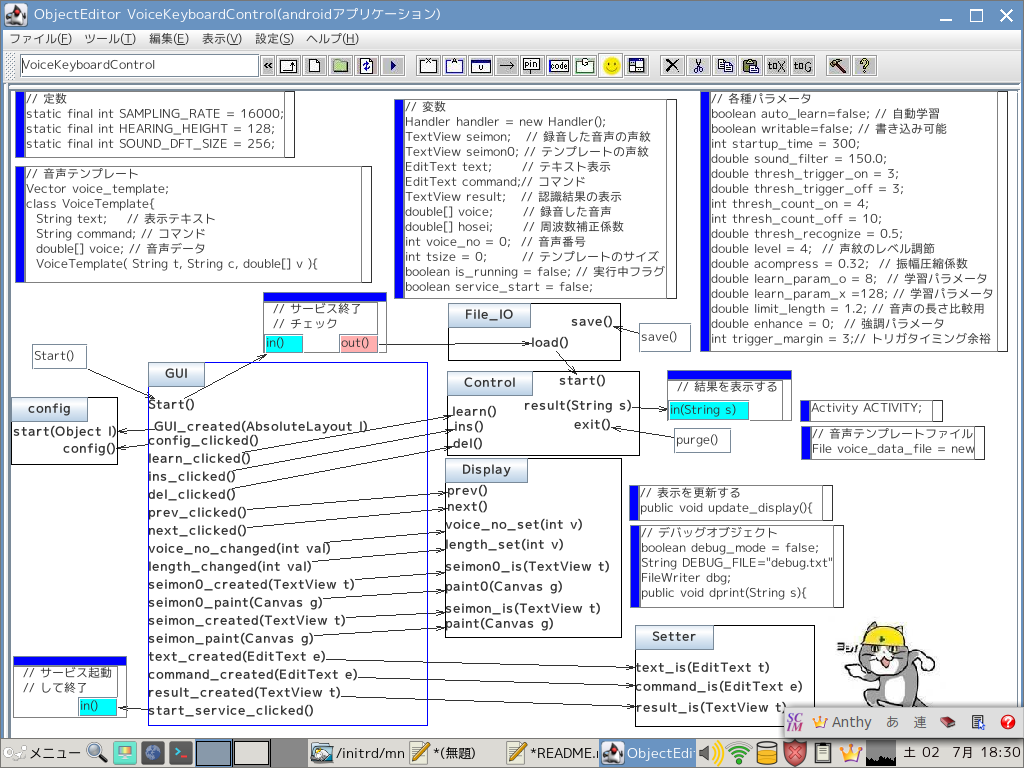 ObjectEditor VoiceKeyboardControl(androidアプリケーション)
ファイル(F) ツール(T) 編集(E) 表示(V) 設定(S) ヘルプ(H)
VoiceKeyboardControl
pin
code
G
toX
toG
// 定数
static final int SAMPLING_RATE = 16000;
static final int HEARING_HEIGHT = 128;
static final int SOUND_DFT_SIZE = 256;
// 音声テンプレート
Vector voice_template;
class VoiceTemplate{
String text; // 表示テキスト
String command; // コマンド
double[] voice; // 音声データ
VoiceTemplate( String t, String c, double[] v ){
// 変数
Handler handler = new Handler();
TextView seimon; // 録音した音声の声紋
TextView seimon0; // テンプレートの声紋
EditText text; // テキスト表示
EditText command;// コマンド
TextView result; // 認識結果の表示
double[] voice; // 録音した音声
double[] hosei; // 周波数補正係数
int voice_no = 0; // 音声番号
int tsize = 0; // テンプレートのサイズ
boolean is_running = false; // 実行中フラグ
boolean service_start = false;
// 各種パラメータ
boolean auto_learn=false; // 自動学習
boolean writable=false; // 書き込み可能
int startup_time = 300;
double sound_filter = 150.0;
double thresh_trigger_on = 3;
double thresh_trigger_off = 3;
int thresh_count_on = 4;
int thresh_count_off = 10;
double thresh_recognize = 0.5;
double level = 4; // 声紋のレベル調節
double acompress = 0.32; // 振幅圧縮係数
double learn_param_o = 8; // 学習パラメータ
double learn_param_x =128; // 学習パラメータ
double limit_length = 1.2; // 音声の長さ比較用
double enhance = 0; // 強調パラメータ
int trigger_margin = 3;// トリガタイミング余裕
// サービス終了
// チェック
in() out()
File_IO
save()
load()
save()
Start()
GUI
Start()
GUI_created(AbsoluteLayout l)
config_clicked()
learn_clicked()
ins_clicked()
del_clicked()
prev_clicked()
next_clicked()
voice_no_changed(int val)
length_changed(int val)
seimon0_created(TextView t)
seimon0_paint(Canvas g)
seimon_created(TextView t)
seimon_paint(Canvas g)
text_created(EditText e)
command_created(EditText e)
result_created(TextView t)
start_service_clicked()
config
start(Object l)
config()
Control
start()
learn()
result(String s)
ins()
exit()
del()
// 結果を表示する
in(String s)
purge()
Activity ACTIVITY;
// 音声テンプレートファイル
File voice_data_file = new
Display
prev()
next()
voice_no_set(int v)
length_set(int v)
seimon0_is(TextView t)
paint0(Canvas g)
seimon_is(TextView t)
paint(Canvas g)
// 表示を更新する
public void update_display(){
// デバッグオブジェクト
boolean debug_mode = false;
String DEBUG_FILE="debug.txt"
FileWriter dbg;
public void dprint(String s){
Setter
text_is(EditText t)
command_is(EditText e)
result_is(TextView t)
ヨシ!
// サービス起動
// して終了
in()
SCIM Anthy あ 連
メニュー /initrd/mn *(無題) *README.r ObjectEdit 土 02 7月 18:30